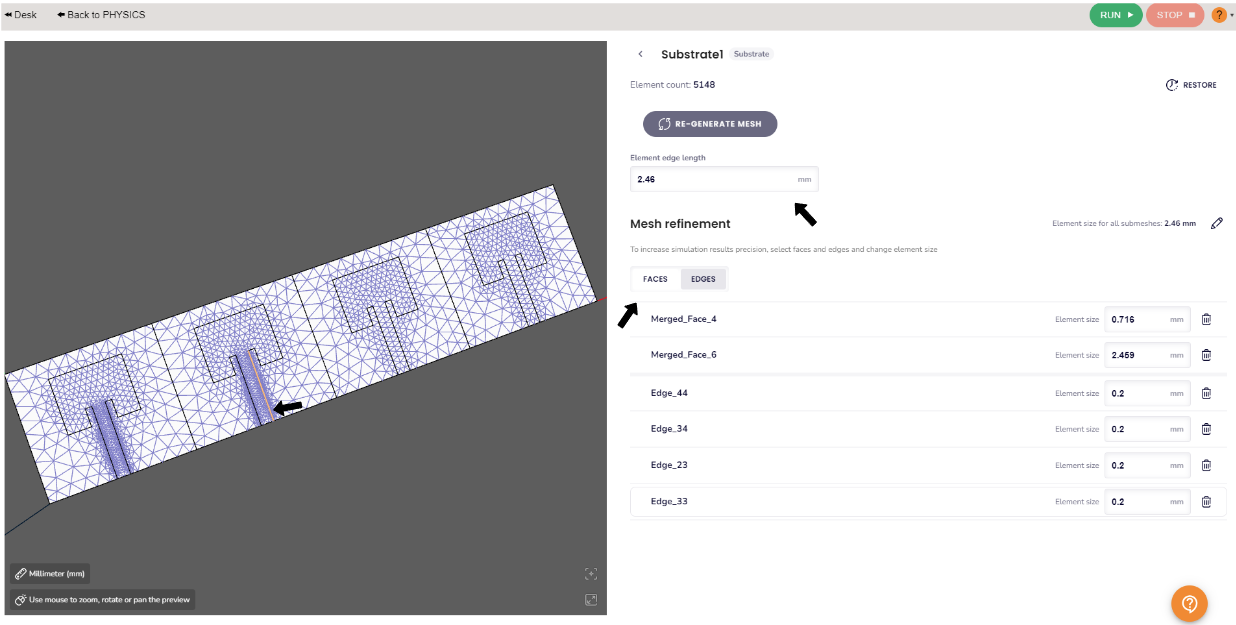 Desk
Back to PHYSICS
RUN
STOP
?
Substrate1 Substrate
Element count: 5148
RESTORE
RE-GENERATE MESH
Element edge length
2.46 mm
Mesh refinement
Element size for all submeshes: 2.46 mm
To increase simulation results precision, select faces and edges and change element size
FACES EDGES
Merged_Face_4 Element size 0.716 mm
Merged_Face_6 Element size 2.459 mm
Edge_44 Element size 0.2 mm
Edge_34 Element size 0.2 mm
Edge_23 Element size 0.2 mm
Edge_33 Element size 0.2 mm
Millimeter (mm)
Use mouse to zoom, rotate or pan the preview
?